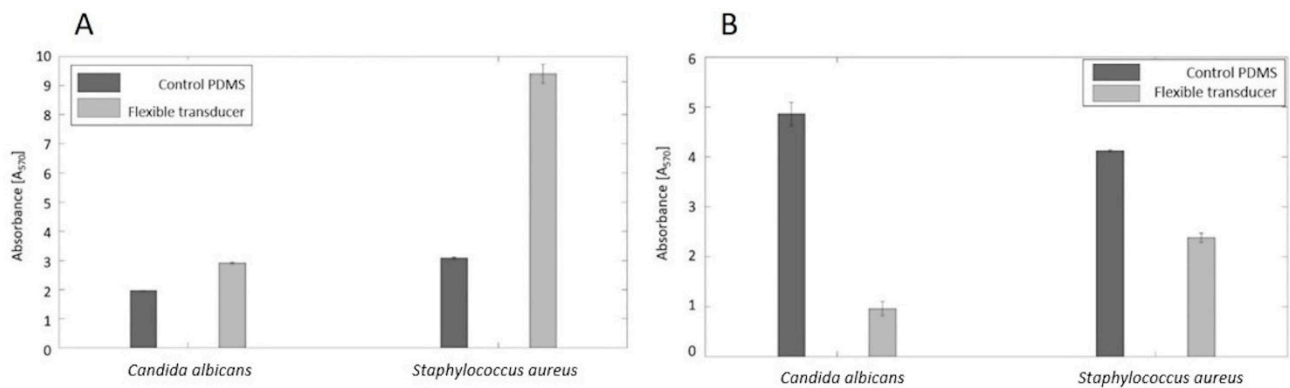 A
Absorbance [A₅₇₀]
10
9
8
7
6
5
4
3
2
1
0
Control PDMS
Flexible transducer
Candida albicans
Staphylococcus aureus
B
Absorbance [A₅₇₀]
6
5
4
3
2
1
0
Control PDMS
Flexible transducer
Candida albicans
Staphylococcus aureus